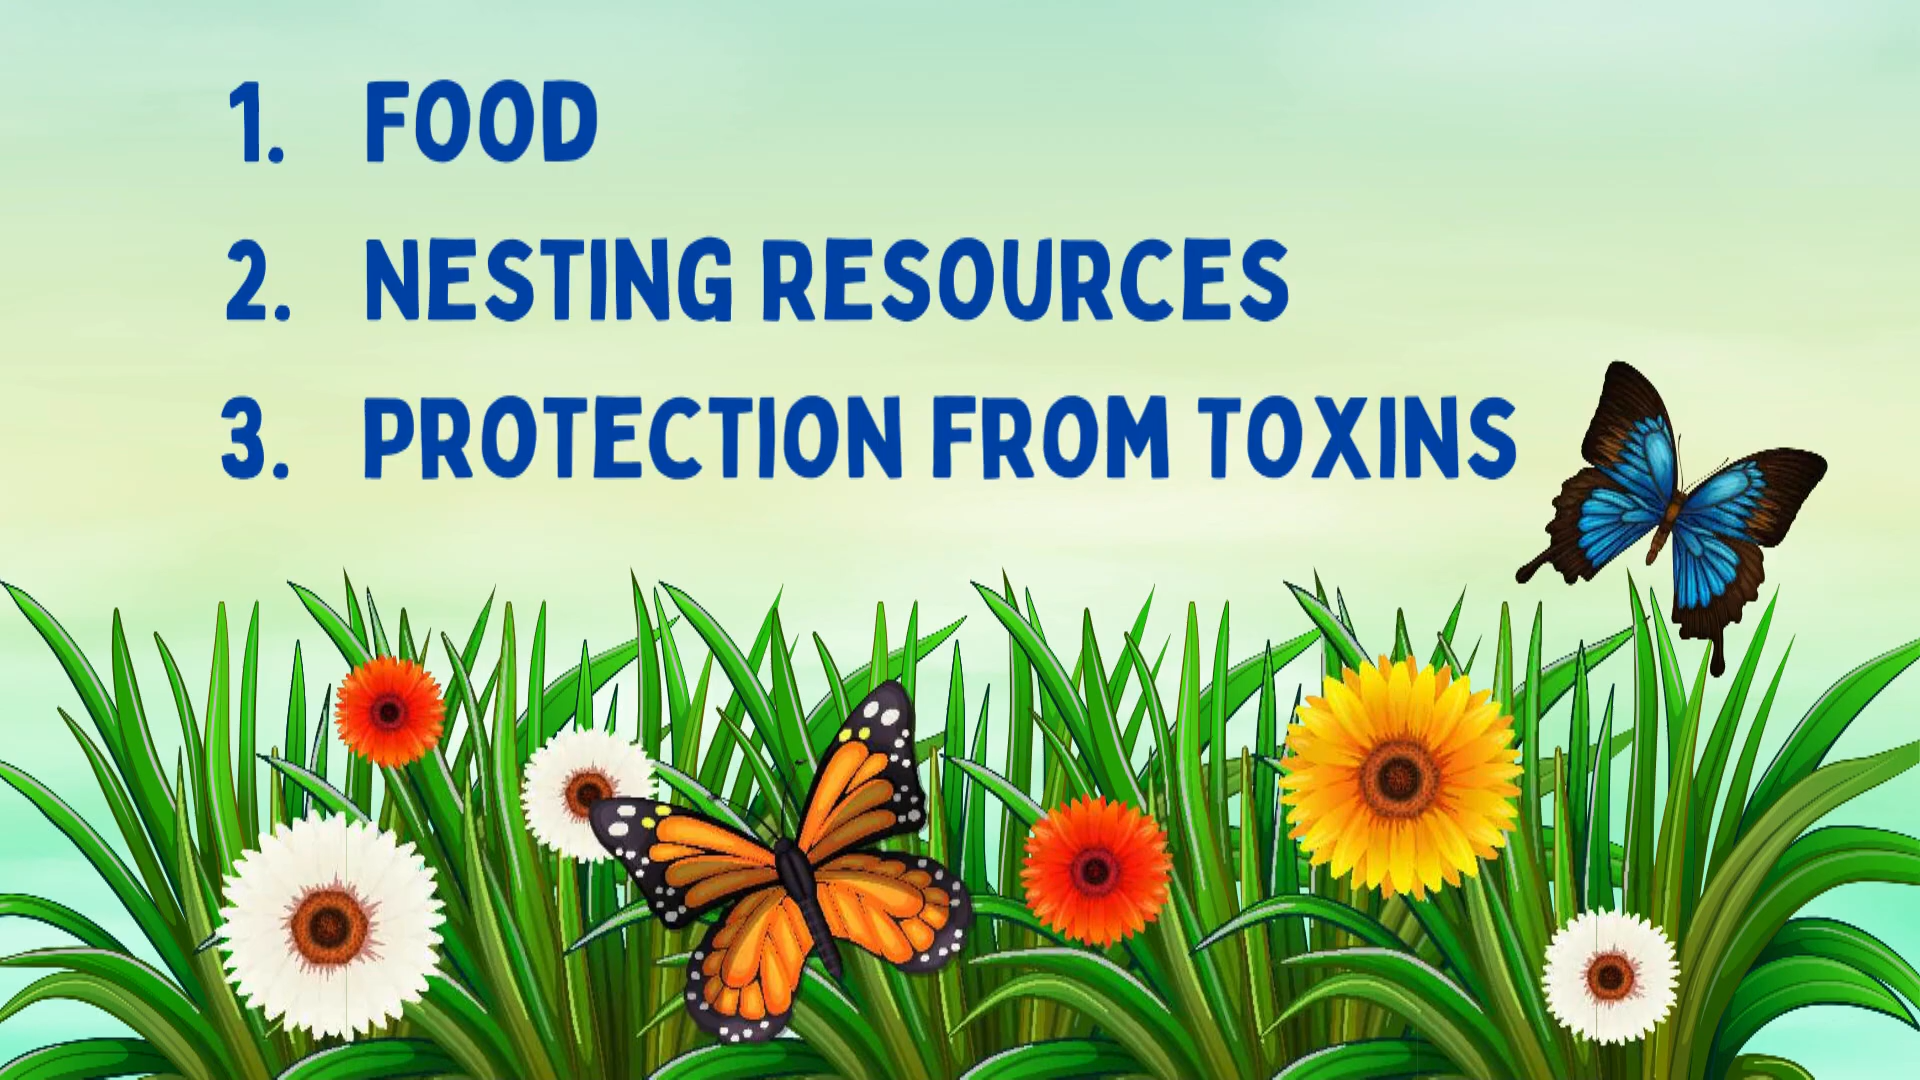 1. FOOD
2. NESTING RESOURCES
3. PROTECTION FROM TOXINS